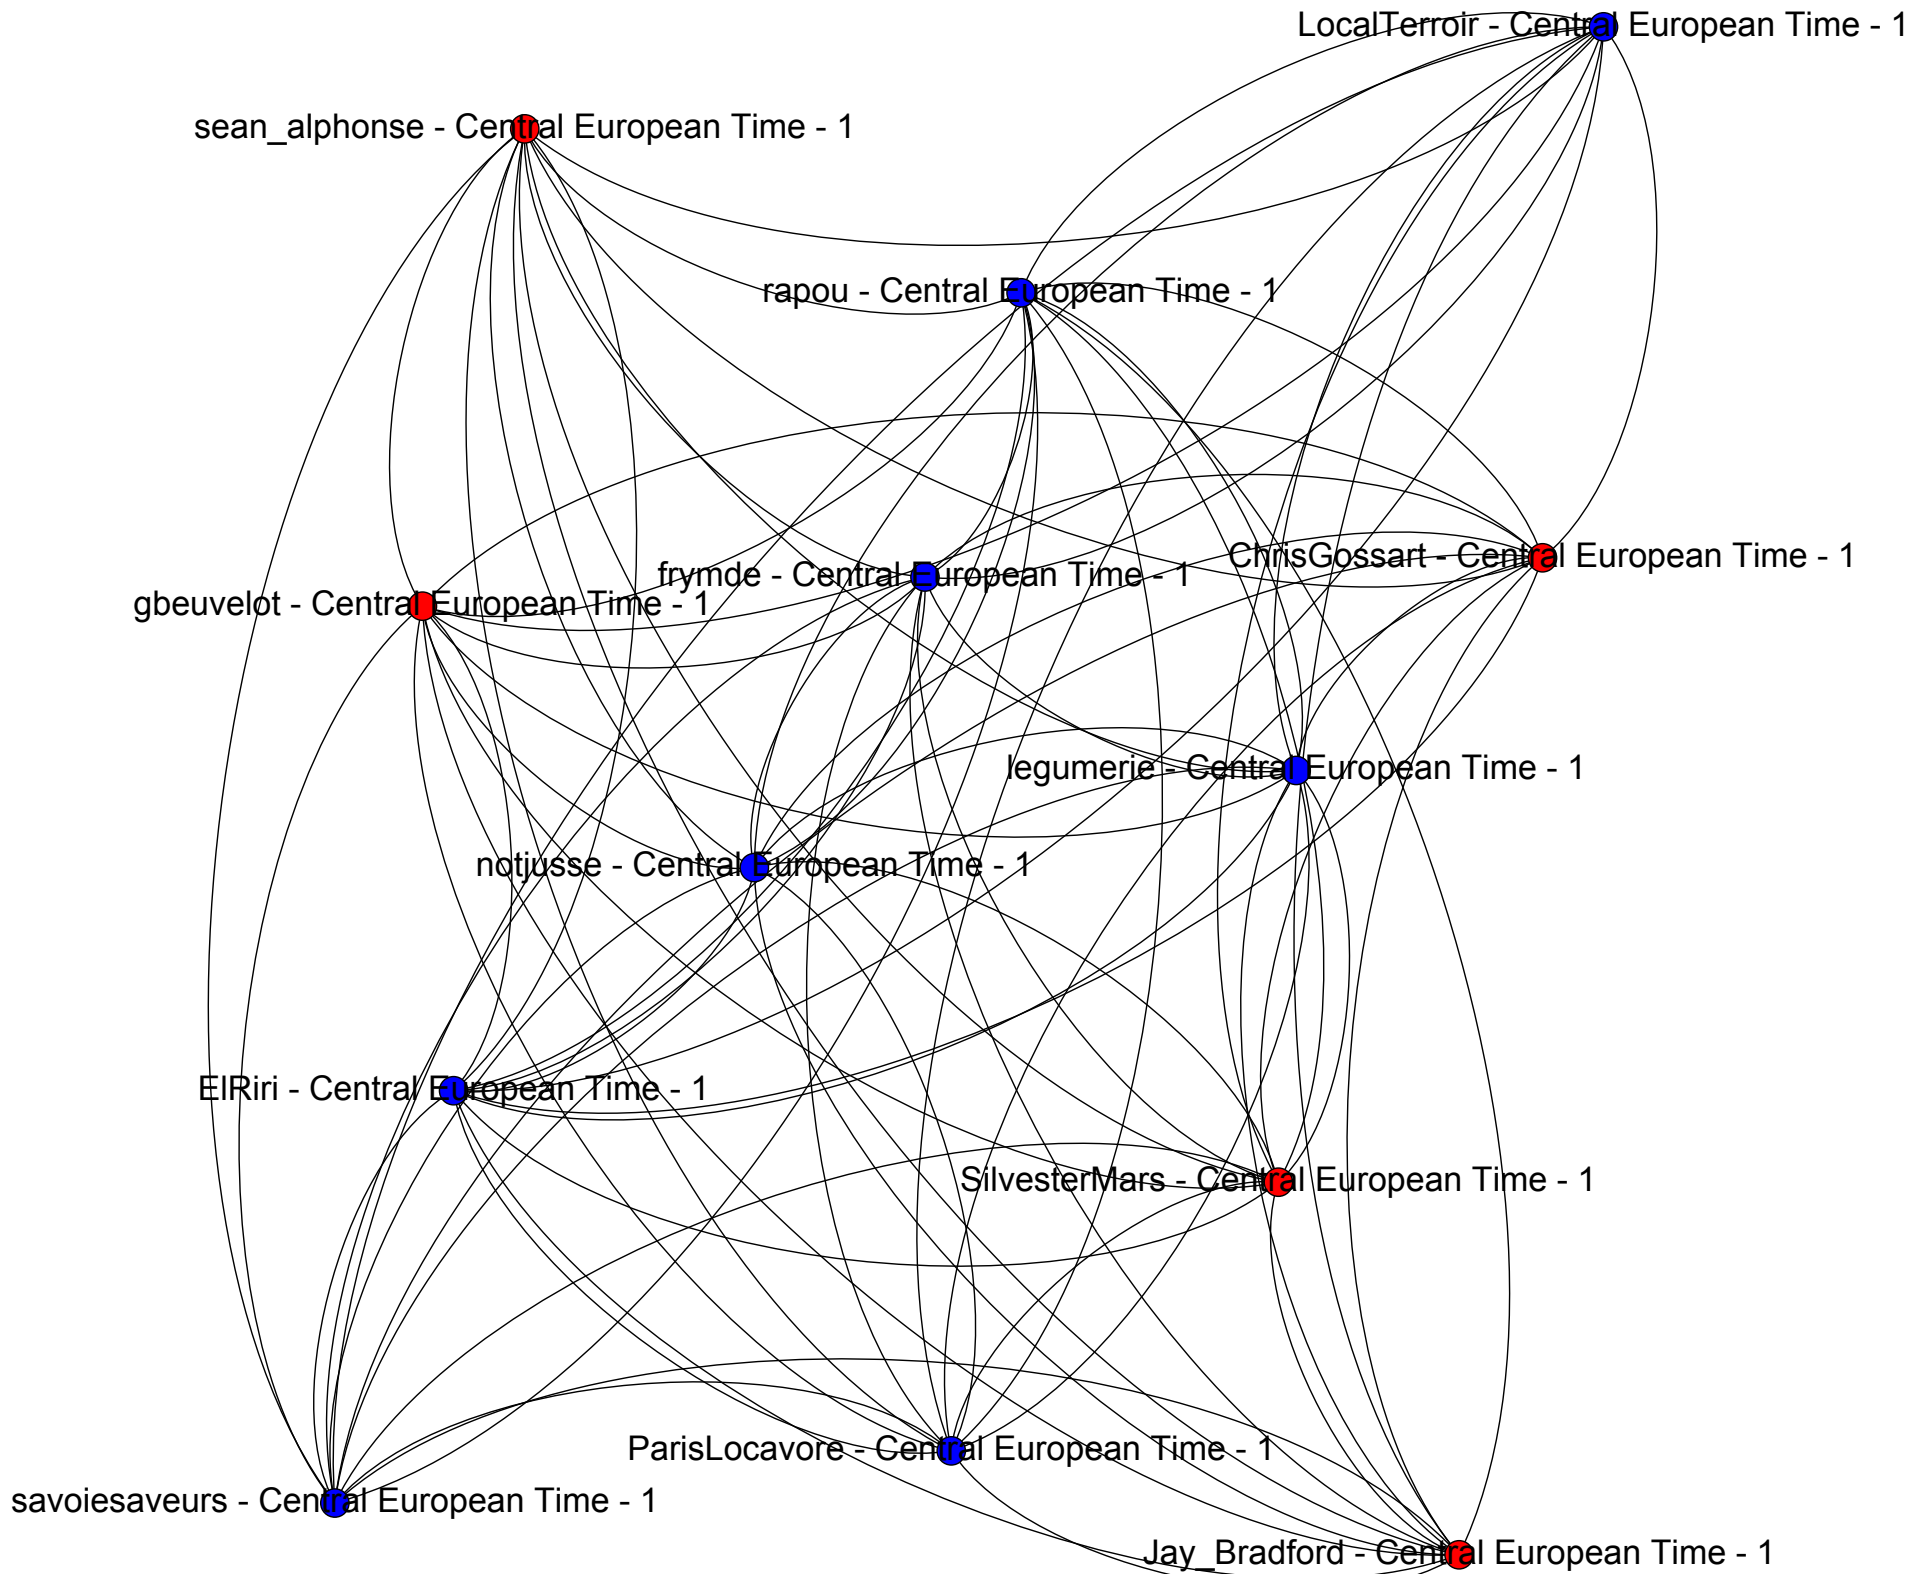 LocalTerroir - Central European Time - 1
sean_alphonse - Central European Time - 1
rapou - Central European Time - 1
ChrisGossart - Central European Time - 1
frymde - Central European Time - 1
gbeuvelot - Central European Time - 1
legumerie - Central European Time - 1
notjusse - Central European Time - 1
ElRiri - Central European Time - 1
SilvesterMars - Central European Time - 1
ParisLocavore - Central European Time - 1
savoiesaveurs - Central European Time - 1
Jay_Bradford - Central European Time - 1